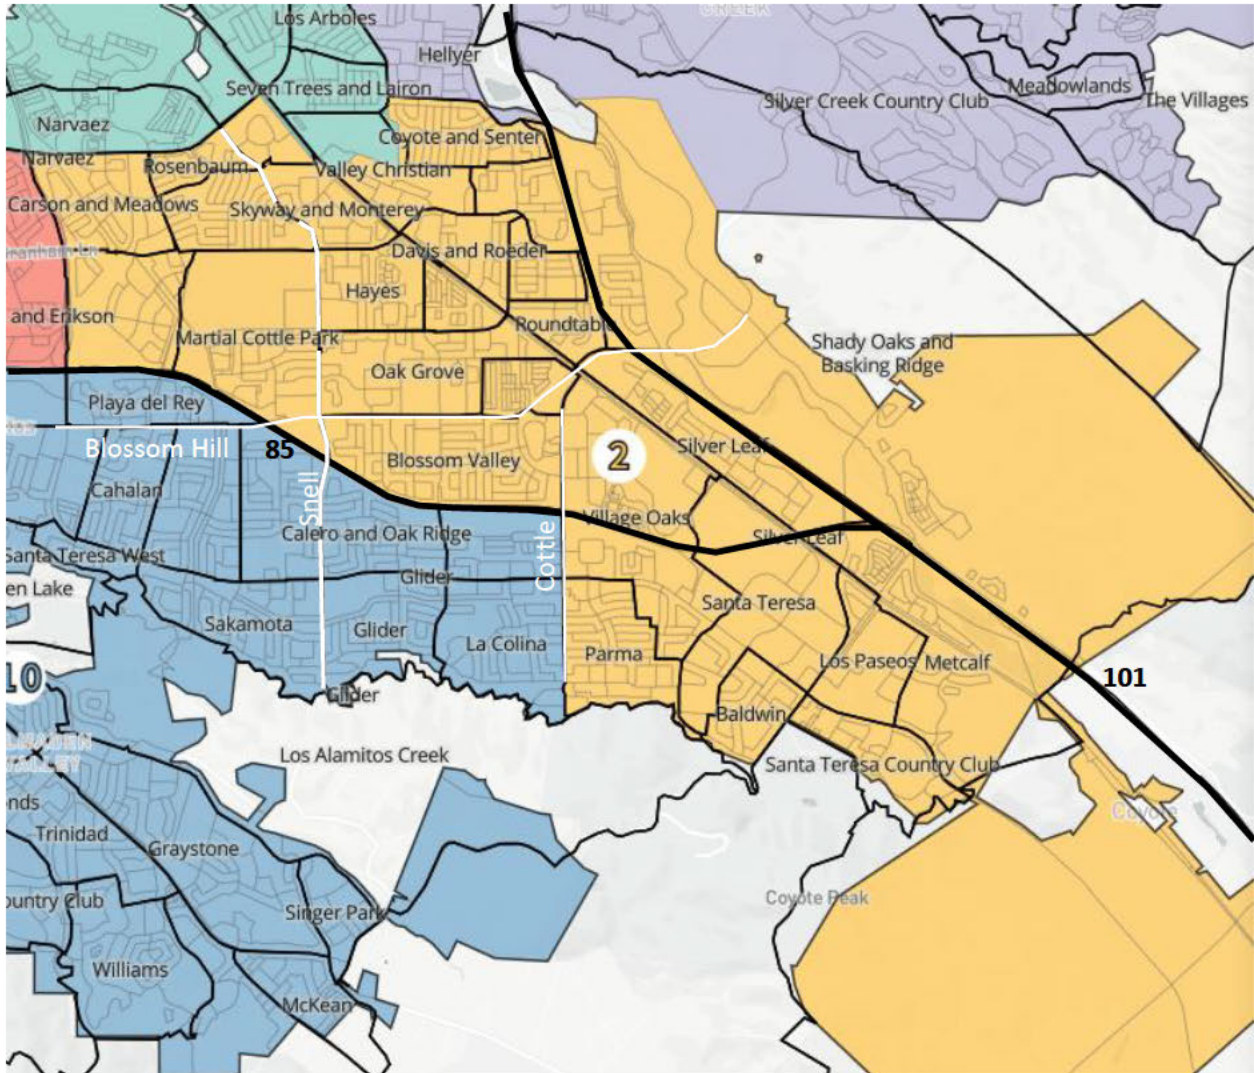 CREEK
Los Arboles
Hellyer
Seven Trees and Lairon
Meadowlands
Silver Creek Country Club
The Villages
Narvaez
Coyote and Senter
Narvaez
Rosenbaum
Valley Christian
Carson and Meadows
Skyway and Monterey
Branham Ln
Davis and Roeder
Hayes
and Erikson
Roundtable
Martial Cottle Park
Shady Oaks and
Basking Ridge
Oak Grove
Playa del Rey
Blossom Hill
85
Blossom Valley
2
Silver Leaf
Cahalan
Snell
Village Oaks
Calero and Oak Ridge
Silver Leaf
Cottle
Santa Teresa West
Glider
en Lake
Santa Teresa
Sakamota
Glider
La Colina
Parma
Los Paseos
Metcalf
10
101
Glider
Baldwin
Los Alamitos Creek
Santa Teresa Country Club
Coyote
onds
Trinidad
Graystone
ountry Club
Singer Park
Coyote Peak
Williams
McKean